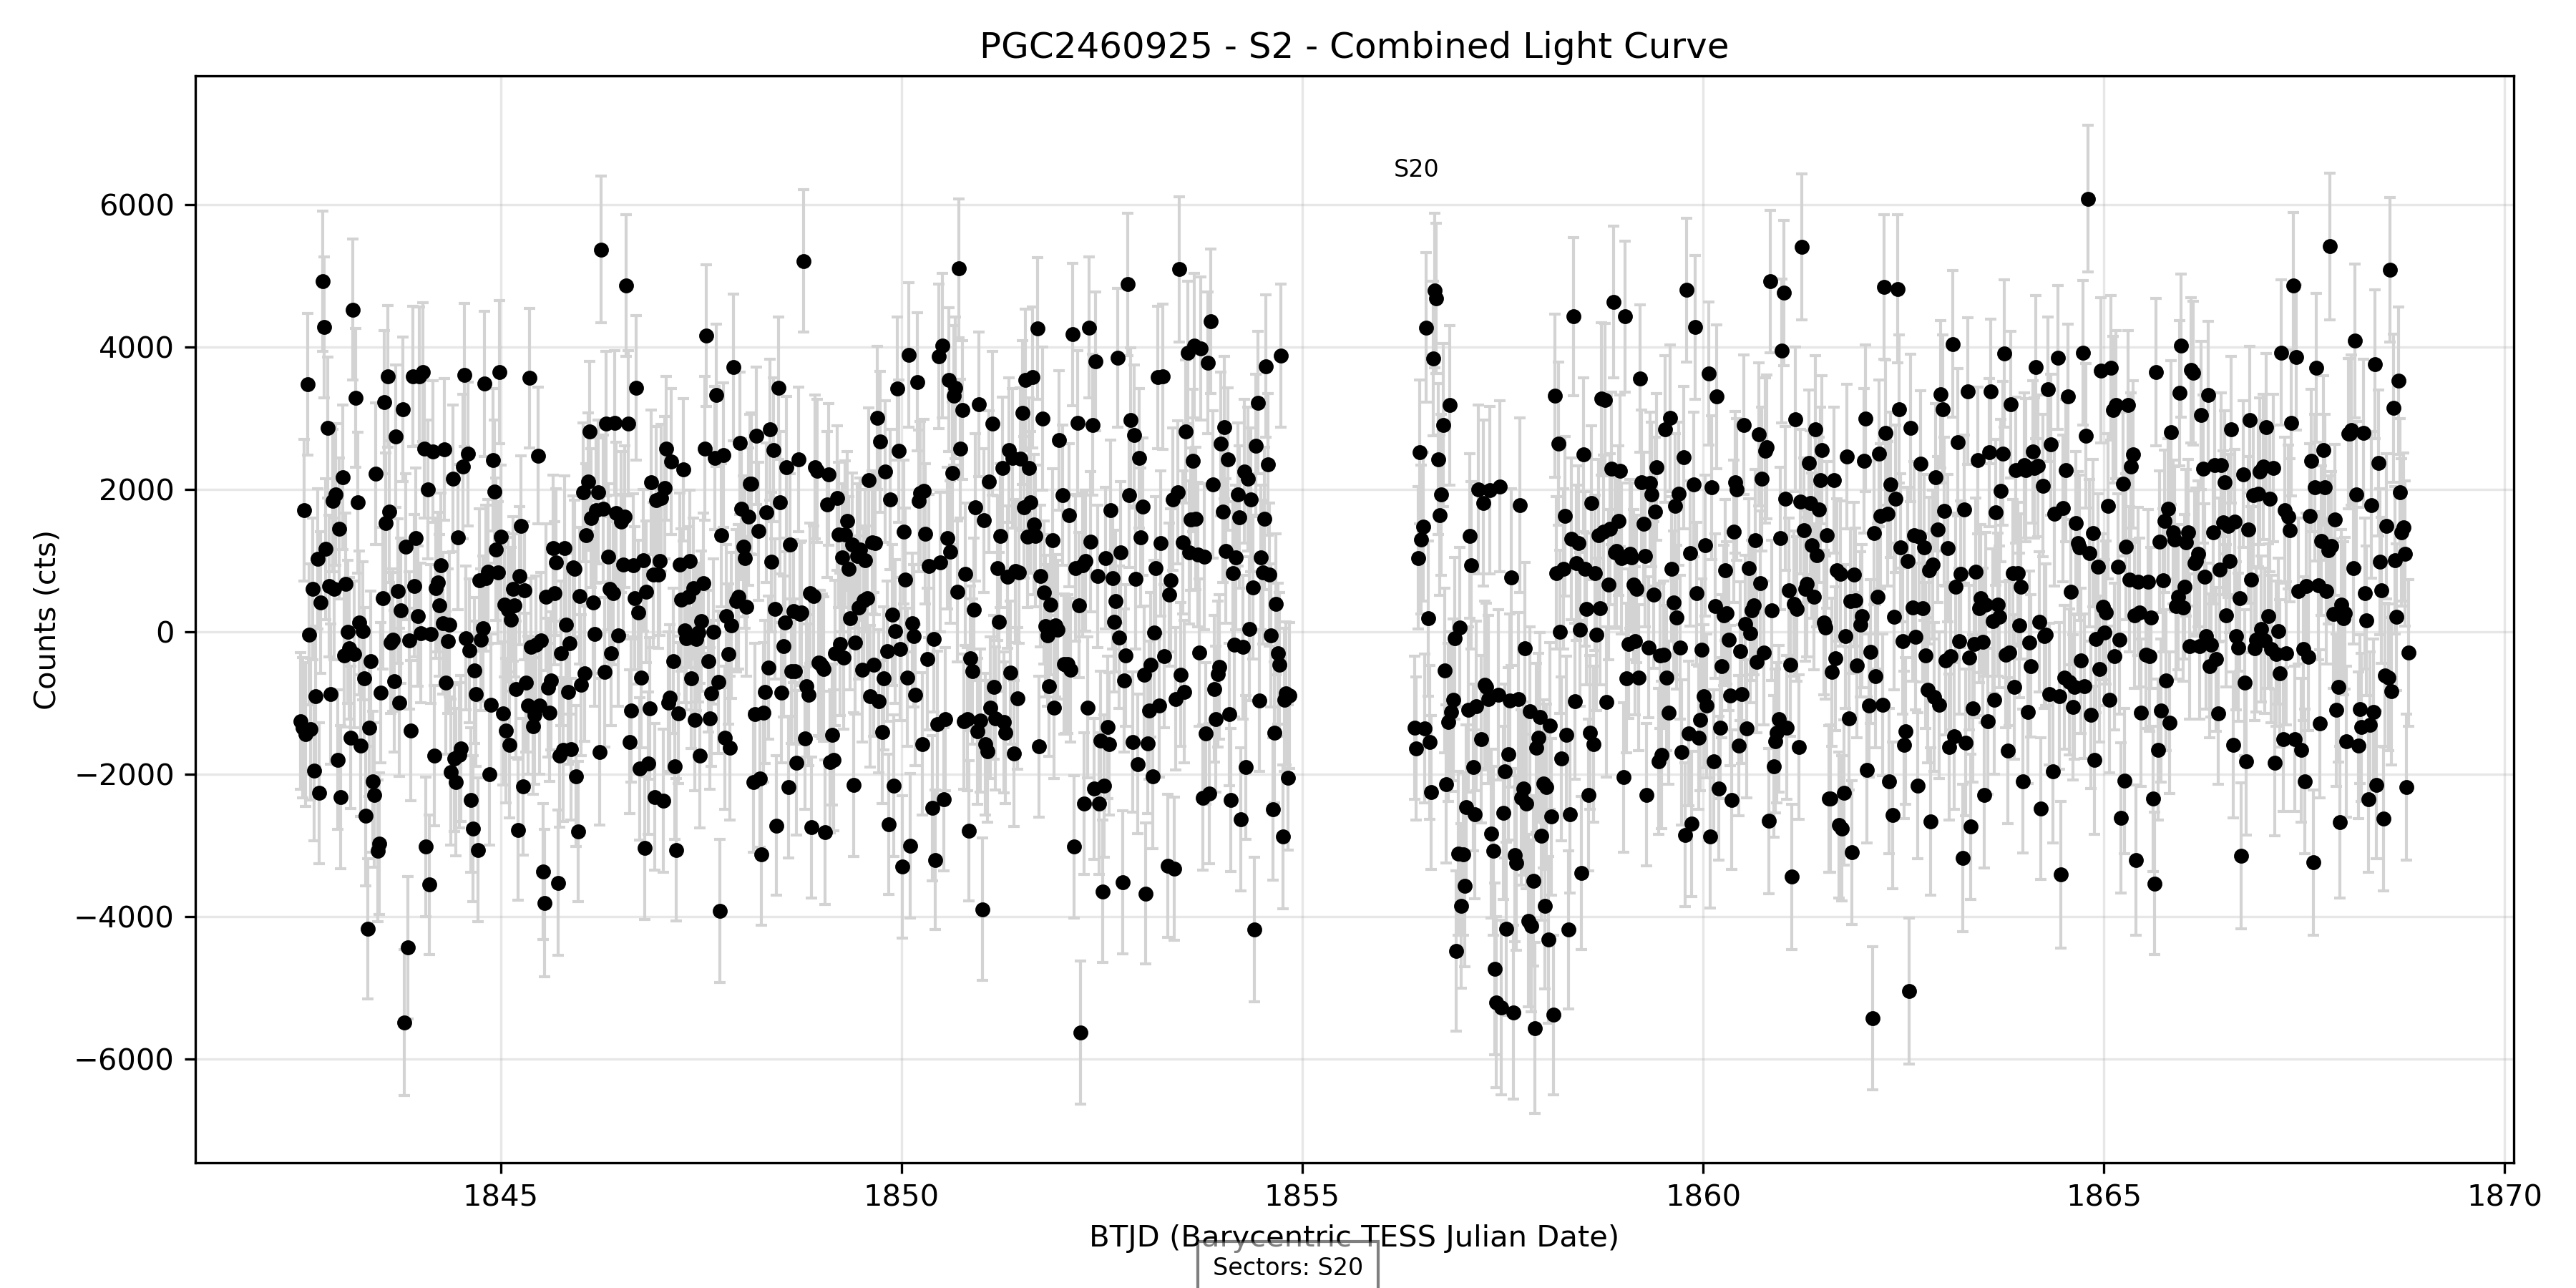 PGC2460925 - S2 - Combined Light Curve
S20
6000
4000
2000
0
−2000
−4000
−6000
Counts (cts)
1845
1850
1855
1860
1865
1870
BTJD (Barycentric TESS Julian Date)
Sectors: S20